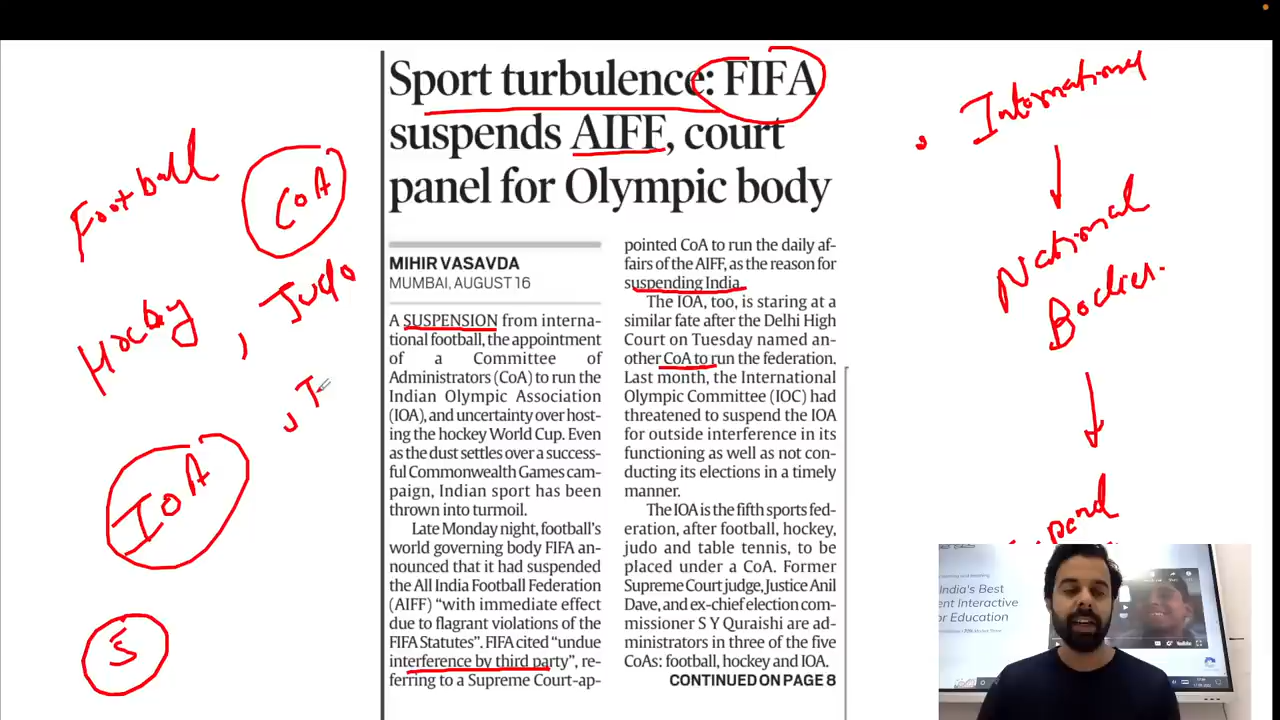 Sport turbulence: FIFA
suspends AIFF, court
panel for Olympic body
MIHIR VASAVDA
MUMBAI, AUGUST 16
A SUSPENSION from interna-
tional football, the appointment
of a Committee of
Administrators (CoA) to run the
Indian Olympic Association
(IOA), and uncertainty over host-
ing the hockey World Cup. Even
as the dust settles over a success-
ful Commonwealth Games cam-
paign, Indian sport has been
thrown into turmoil.
Late Monday night, football's
world governing body FIFA an-
nounced that it had suspended
the All India Football Federation
(AIFF) "with immediate effect
due to flagrant violations of the
FIFA Statutes". FIFA cited "undue
interference by third party", re-
ferring to a Supreme Court-ap-
pointed CoA to run the daily af-
fairs of the AIFF, as the reason for
suspending India.
The IOA, too, is staring at a
similar fate after the Delhi High
Court on Tuesday named an-
other CoA to run the federation.
Last month, the International
Olympic Committee (IOC) had
threatened to suspend the IOA
for outside interference in its
functioning as well as not con-
ducting its elections in a timely
manner.
The IOA is the fifth sports fed-
eration, after football, hockey,
judo and table tennis, to be
placed under a CoA. Former
Supreme Court judge, Justice Anil
Dave, and ex-chief election com-
missioner S Y Quraishi are ad-
ministrators in three of the five
CoAs: football, hockey and IOA.
CONTINUED ON PAGE 8
Football
CoA
Hockey, Judo
, T
IOA
5
International
National
Bodies.
India's Best
ent Interactive
or Education